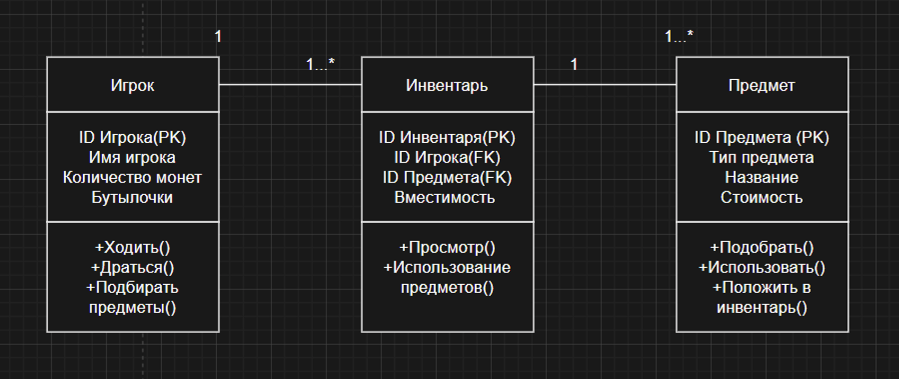 1
1...*
1
1...*
Игрок
ID Игрока(PK)
Имя игрока
Количество монет
Бутылочки
+Ходить()
+Драться()
+Подбирать
предметы()
Инвентарь
ID Инвентаря(PK)
ID Игрока(FK)
ID Предмета(FK)
Вместимость
+Просмотр()
+Использование
предметов()
Предмет
ID Предмета (PK)
Тип предмета
Название
Стоимость
+Подобрать()
+Использовать()
+Положить в
инвентарь()